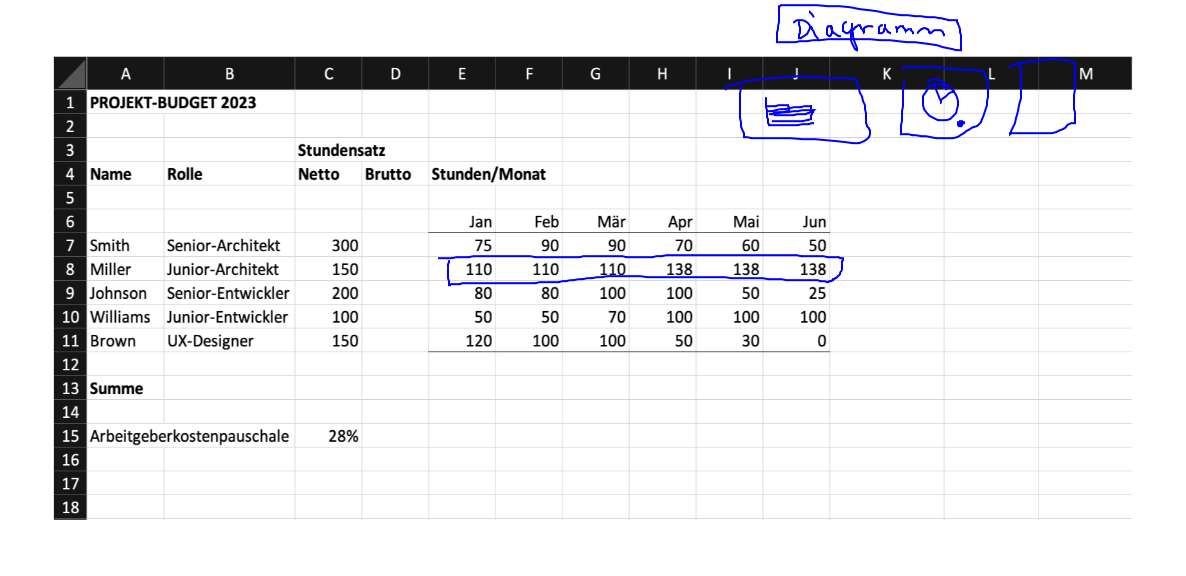 Diagramm
A B C D E F G H I J K L M
1 PROJEKT-BUDGET 2023
2
3 Stundensatz
4 Name Rolle Netto Brutto Stunden/Monat
5
6 Jan Feb Mär Apr Mai Jun
7 Smith Senior-Architekt 300 75 90 90 70 60 50
8 Miller Junior-Architekt 150 110 110 110 138 138 138
9 Johnson Senior-Entwickler 200 80 80 100 100 50 25
10 Williams Junior-Entwickler 100 50 50 70 100 100 100
11 Brown UX-Designer 150 120 100 100 50 30 0
12
13 Summe
14
15 Arbeitgeberkostenpauschale 28%
16
17
18